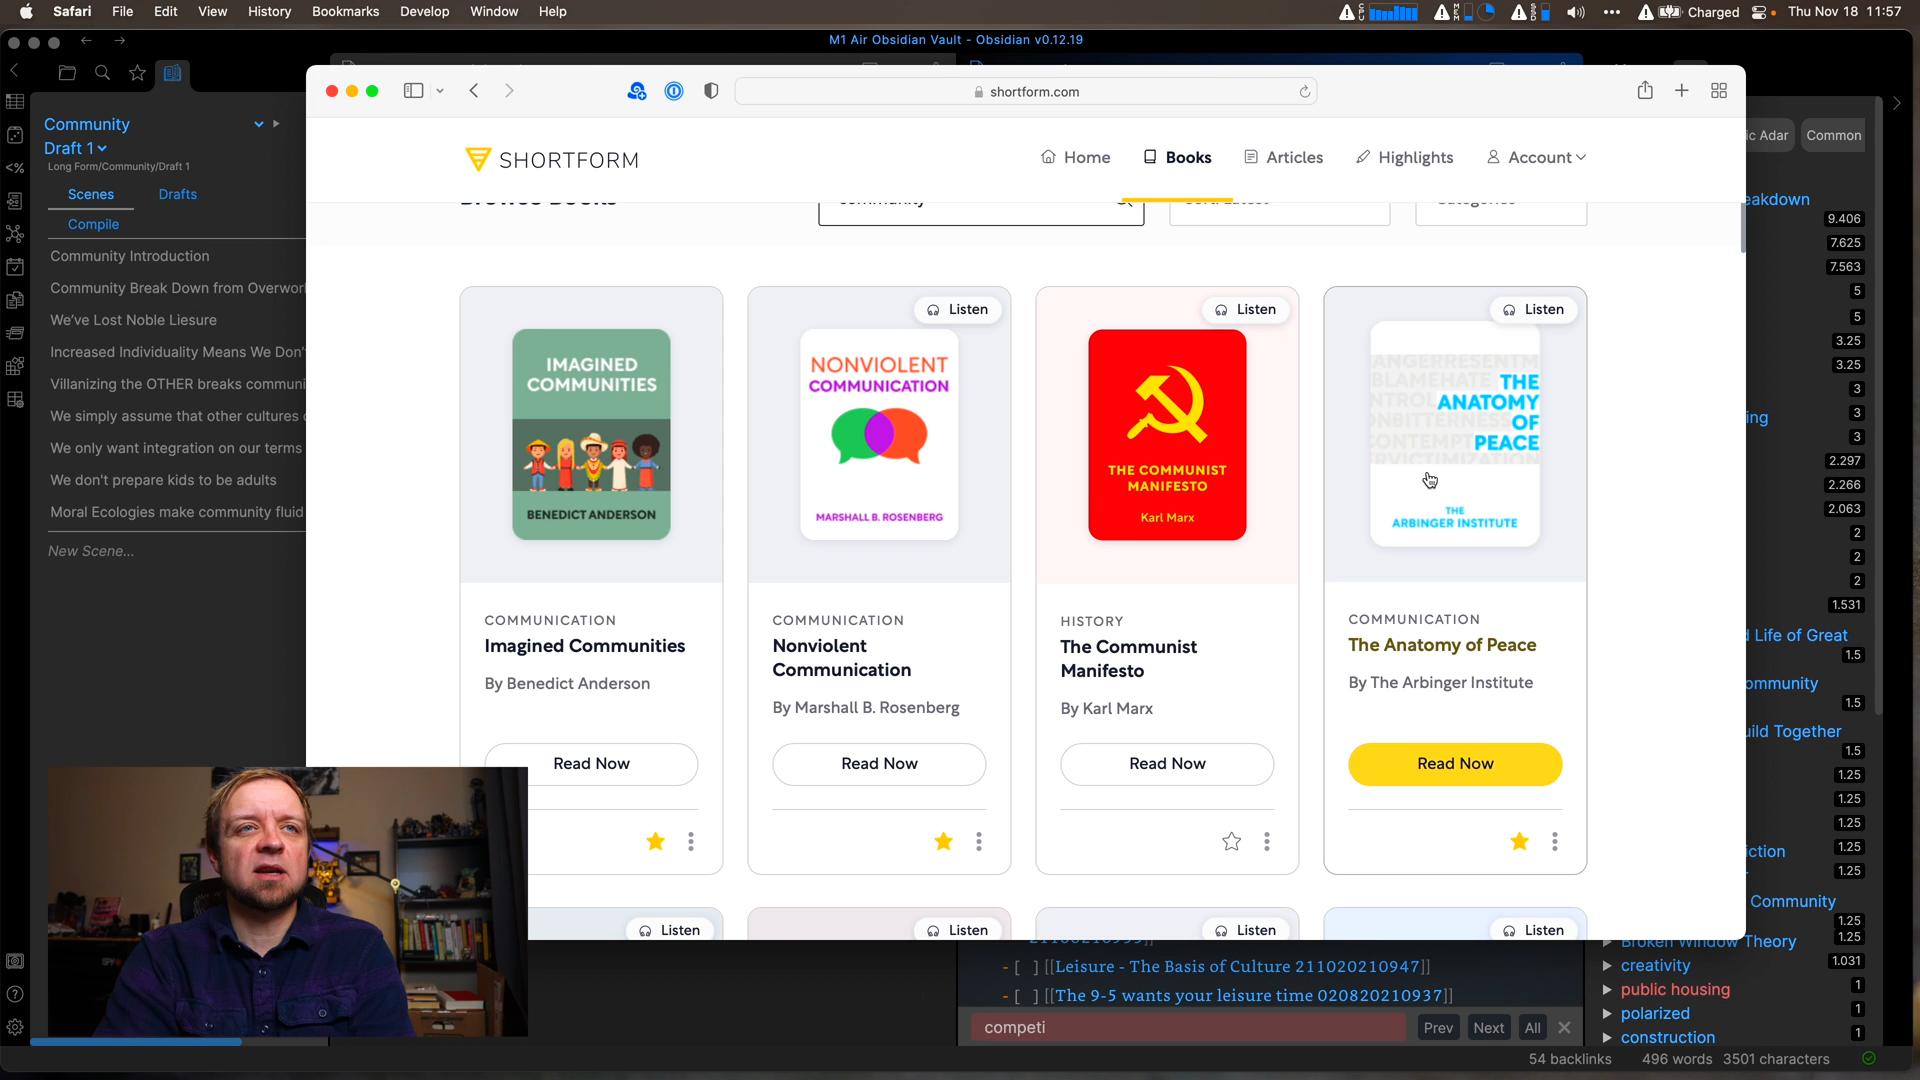 Safari File Edit View History Bookmarks Develop Window Help
Charged Thu Nov 18 11:57
M1 Air Obsidian Vault - Obsidian v0.12.19
shortform.com
Community
Draft 1
Long Form/Community/Draft 1
Scenes Drafts
Compile
Community Introduction
Community Break Down from Overwor
We've Lost Noble Liesure
Increased Individuality Means We Don'
Villanizing the OTHER breaks communi
We simply assume that other cultures
We only want integration on our terms
We don't prepare kids to be adults
Moral Ecologies make community fluid
New Scene...
SHORTFORM
Home Books Articles Highlights Account
Browse Books
community
Sort: Latest
Categories
Listen
Listen
Listen
IMAGINED
COMMUNITIES
BENEDICT ANDERSON
NONVIOLENT
COMMUNICATION
MARSHALL B. ROSENBERG
THE COMMUNIST
MANIFESTO
Karl Marx
THE
ANATOMY
OF
PEACE
THE
ARBINGER INSTITUTE
COMMUNICATION
Imagined Communities
By Benedict Anderson
Read Now
COMMUNICATION
Nonviolent
Communication
By Marshall B. Rosenberg
Read Now
HISTORY
The Communist
Manifesto
By Karl Marx
Read Now
COMMUNICATION
The Anatomy of Peace
By The Arbinger Institute
Read Now
Listen
Listen
Listen
Listen
ic Adar Common
eakdown
9.406
7.625
7.563
5
5
3.25
3.25
3
ing
3
3
2.297
2.266
2.063
2
2
2
1.531
d Life of Great
1.5
ommunity
1.5
uild Together
1.5
1.25
1.25
1.25
iction
1.25
1.25
Community
1.25
1.25
Broken Window Theory
creativity
1.031
public housing
1
polarized
1
construction
1
- [ ] [[Leisure - The Basis of Culture 211020210947]]
- [ ] [[The 9-5 wants your leisure time 020820210937]]
competi
Prev Next All
54 backlinks 496 words 3501 characters